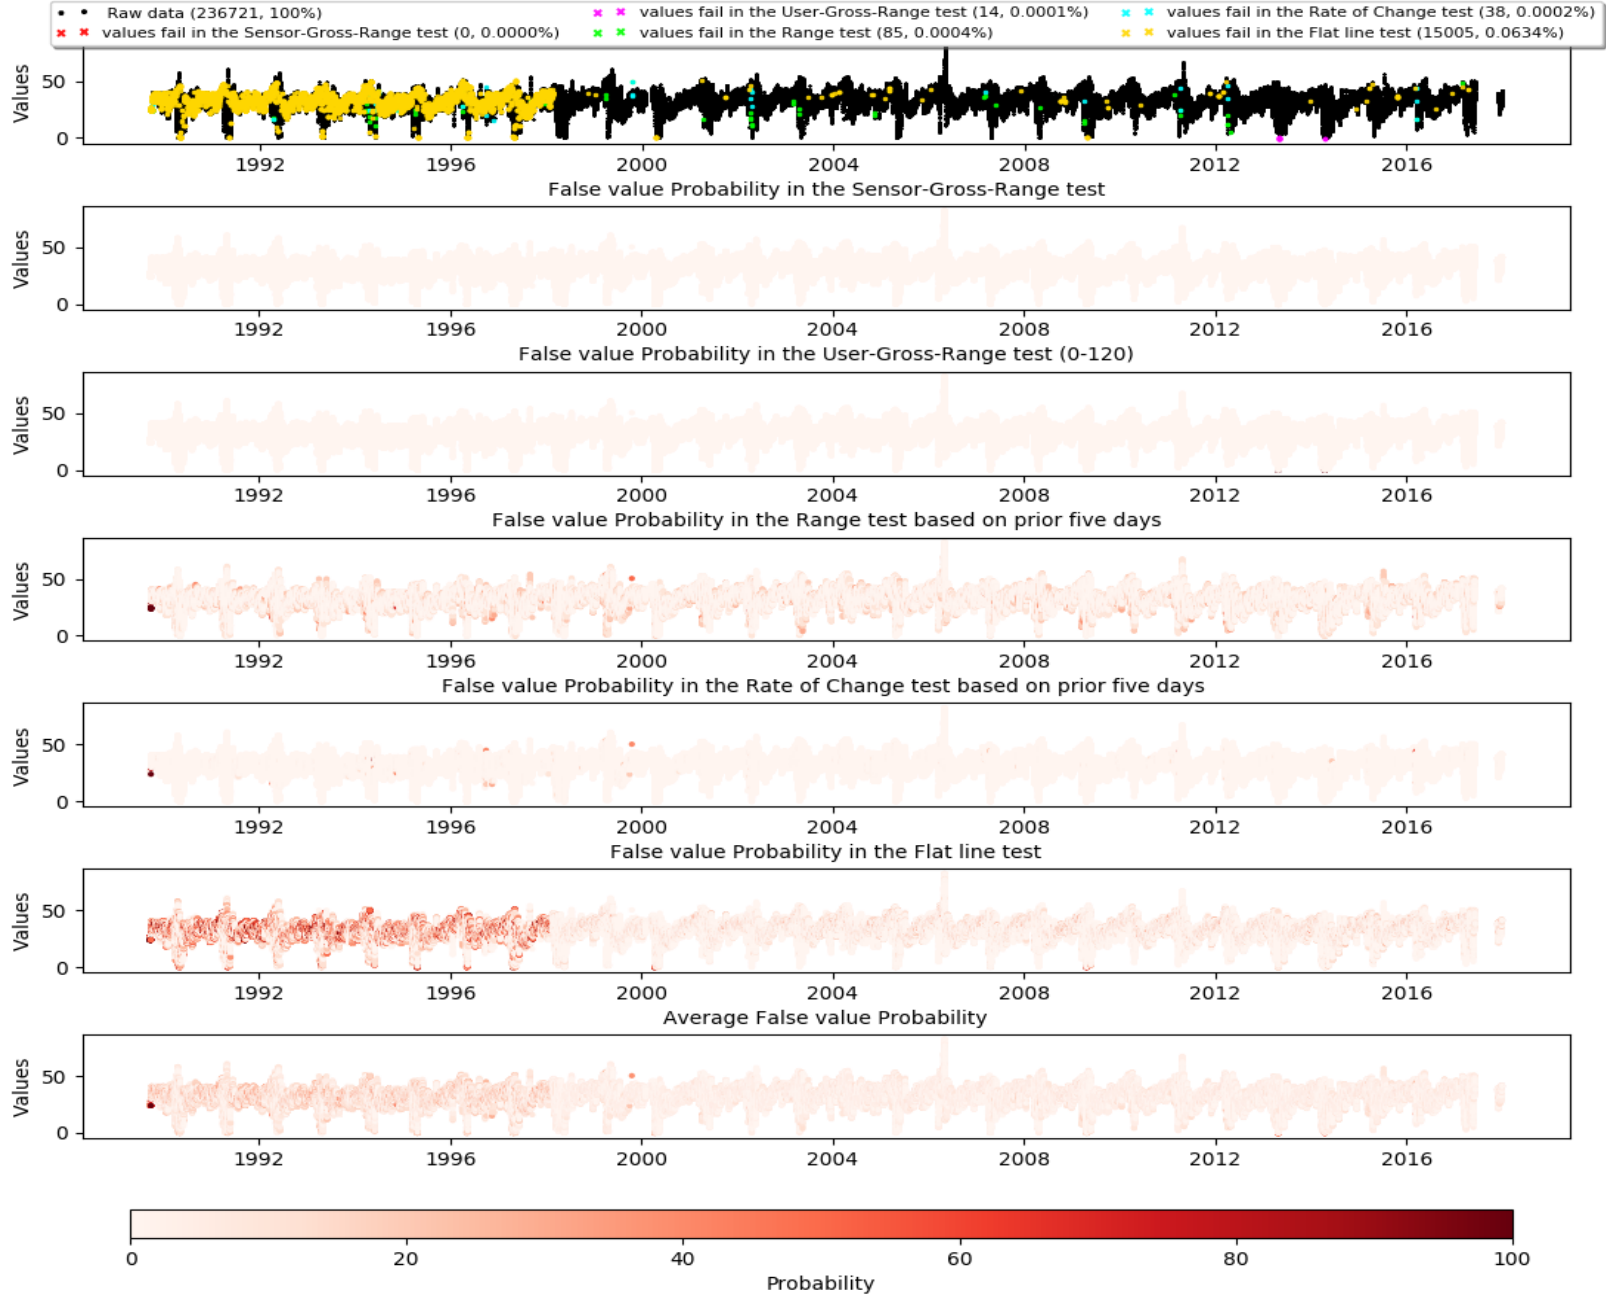 Raw data (236721, 100%)
values fail in the User-Gross-Range test (14, 0.0001%)
values fail in the Rate of Change test (38, 0.0002%)
values fail in the Sensor-Gross-Range test (0, 0.0000%)
values fail in the Range test (85, 0.0004%)
values fail in the Flat line test (15005, 0.0634%)
Values
50
0
1992 1996 2000 2004 2008 2012 2016
False value Probability in the Sensor-Gross-Range test
Values
50
0
1992 1996 2000 2004 2008 2012 2016
False value Probability in the User-Gross-Range test (0-120)
Values
50
0
1992 1996 2000 2004 2008 2012 2016
False value Probability in the Range test based on prior five days
Values
50
0
1992 1996 2000 2004 2008 2012 2016
False value Probability in the Rate of Change test based on prior five days
Values
50
0
1992 1996 2000 2004 2008 2012 2016
False value Probability in the Flat line test
Values
50
0
1992 1996 2000 2004 2008 2012 2016
Average False value Probability
Values
50
0
1992 1996 2000 2004 2008 2012 2016
0 20 40 60 80 100
Probability